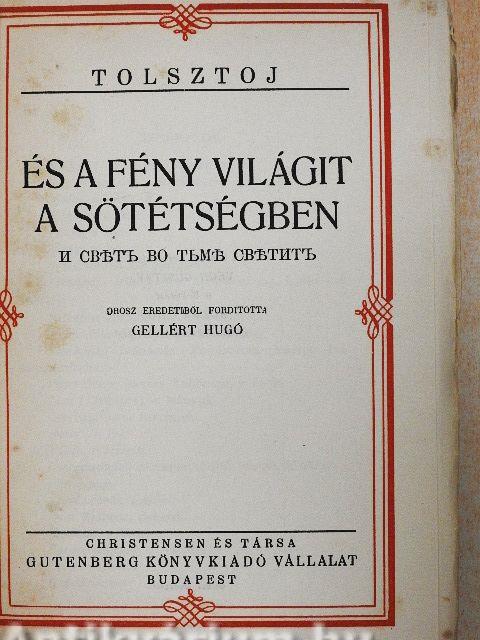 TOLSZTOJ
ÉS A FÉNY VILÁGIT
A SÖTÉTSÉGBEN
И СВѢТЪ ВО ТЬМѢ СВѢТИТЪ
OROSZ EREDETIBŐL FORDITOTTA
GELLÉRT HUGÓ
CHRISTENSEN ÉS TÁRSA
GUTENBERG KÖNYVKIADÓ VÁLLALAT
BUDAPEST